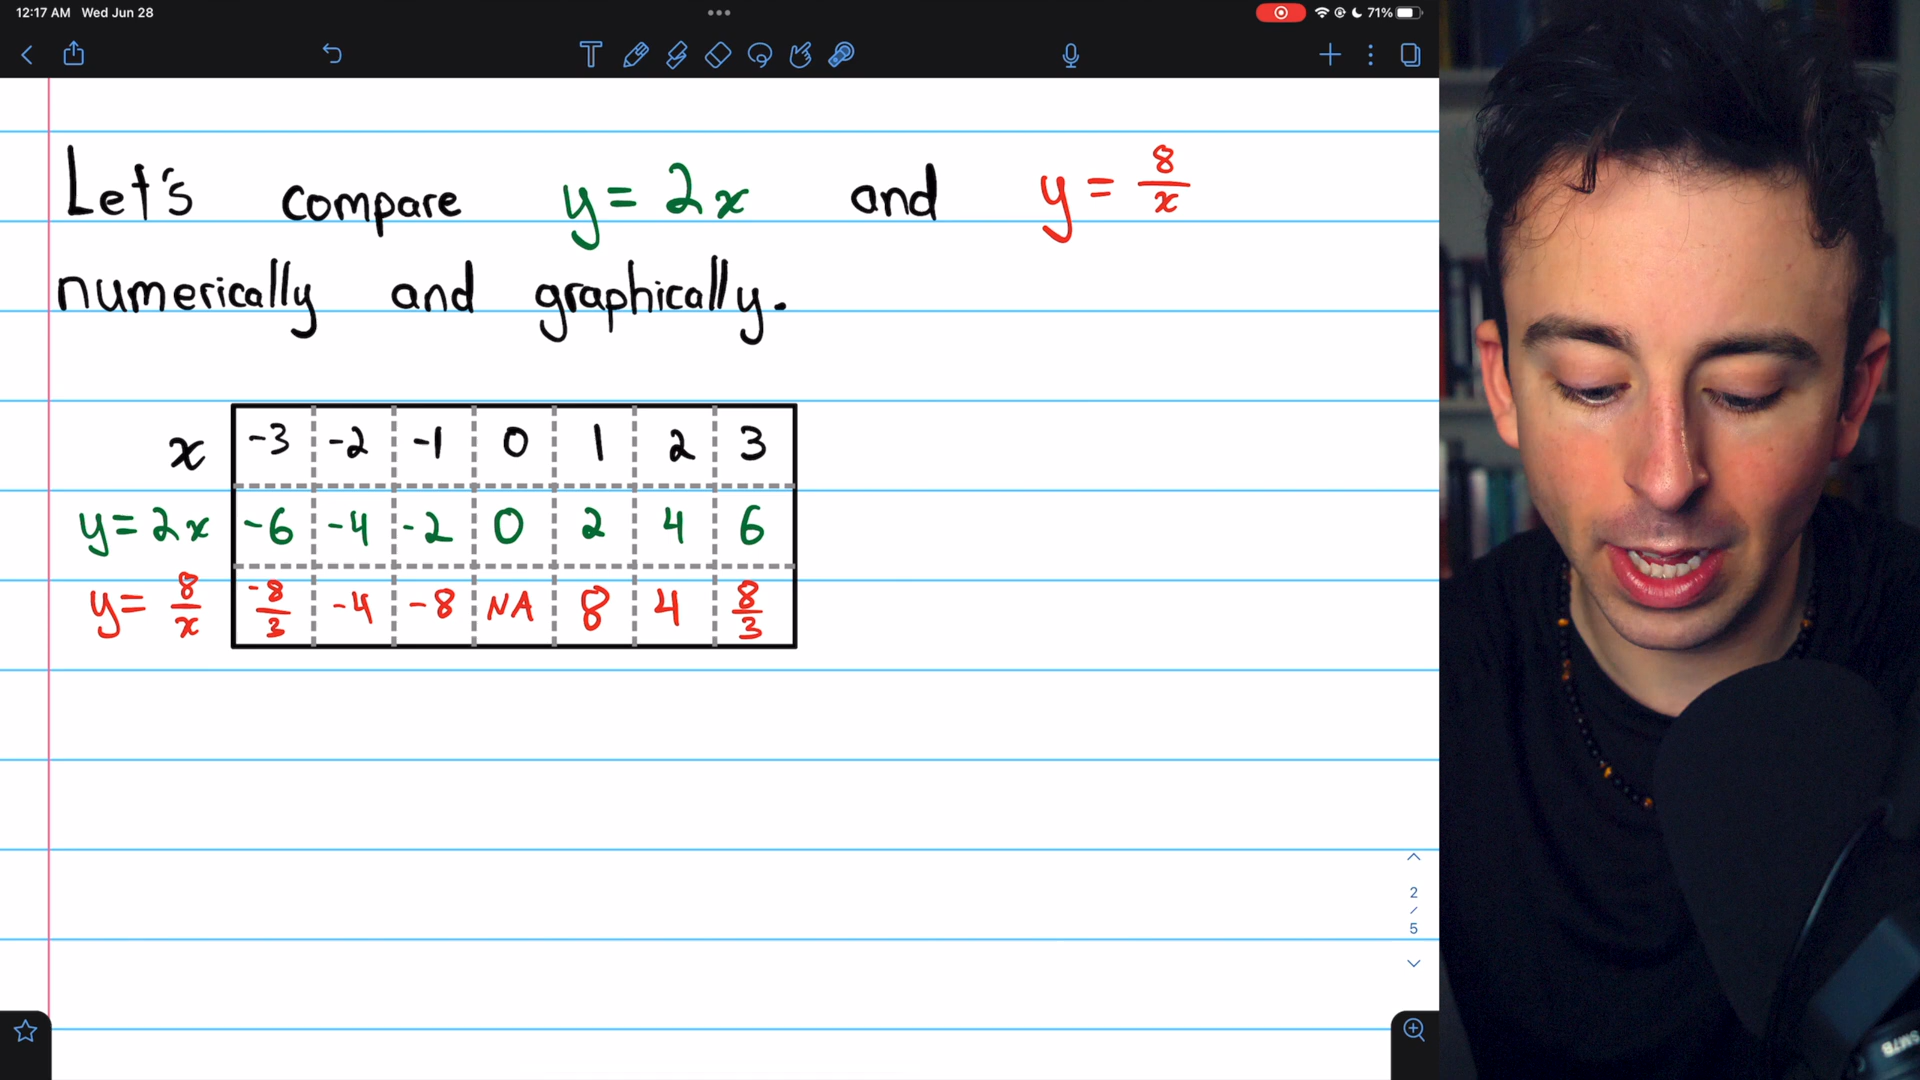 12:17 AM Wed Jun 28
71%
Let's compare y = 2x and y = 8/x
numerically and graphically.
x -3 -2 -1 0 1 2 3
y = 2x -6 -4 -2 0 2 4 6
y = 8/x -8/3 -4 -8 NA 8 4 8/3
2
/
5
SM7B